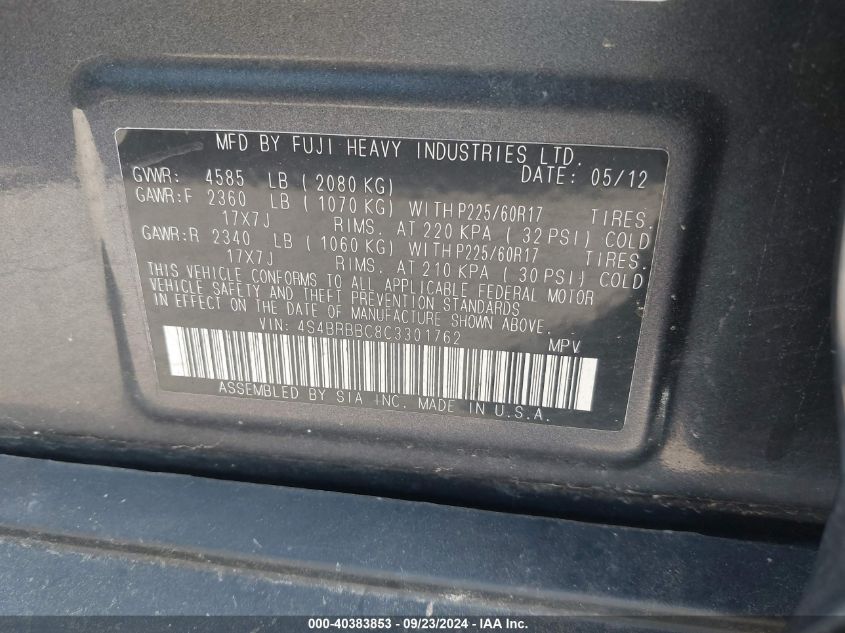 MFD BY FUJI HEAVY INDUSTRIES LTD.
GVWR: 4585 LB ( 2080 KG) DATE: 05/12
GAWR:F 2360 LB ( 1070 KG) WITH P225/60R17 TIRES.
17X7J RIMS. AT 220 KPA ( 32 PSI) COLD
GAWR:R 2340 LB ( 1060 KG) WITH P225/60R17 TIRES.
17X7J RIMS. AT 210 KPA ( 30 PSI) COLD
THIS VEHICLE CONFORMS TO ALL APPLICABLE FEDERAL MOTOR
VEHICLE SAFETY AND THEFT PREVENTION STANDARDS
IN EFFECT ON THE DATE OF MANUFACTURE SHOWN ABOVE.
VIN: 4S4BRBBC8C3301762 MPV
ASSEMBLED BY SIA INC. MADE IN U.S.A.
000-40383853 - 09/23/2024 - IAA Inc.